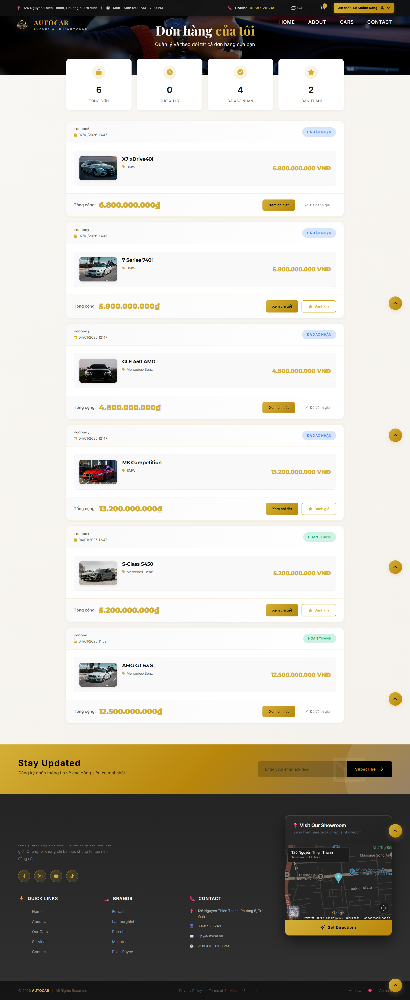 126 Nguyen Thien Thanh, Phuong 5, Tra Vinh
Mon - Sun: 9:00 AM - 7:00 PM
Hotline: 0368 920 249
0/4
1
Xin chào, Lê Khánh Đăng
AUTOCAR
LUXURY & PERFORMANCE
HOME
ABOUT
CARS
CONTACT
Đơn hàng của tôi
Quản lý và theo dõi tất cả đơn hàng của bạn
6
TỔNG ĐƠN
0
CHỜ XỬ LÝ
4
ĐÃ XÁC NHẬN
2
HOÀN THÀNH
#000006
07/01/2026 13:47
ĐÃ XÁC NHẬN
X7 xDrive40i
BMW
6.800.000.000 VNĐ
Tổng cộng: 6.800.000.000₫
Xem chi tiết
Đã đánh giá
#000005
07/01/2026 13:03
ĐÃ XÁC NHẬN
7 Series 740i
BMW
5.900.000.000 VNĐ
Tổng cộng: 5.900.000.000₫
Xem chi tiết
Đánh giá
#000004
04/01/2026 12:47
ĐÃ XÁC NHẬN
GLE 450 AMG
Mercedes-Benz
4.800.000.000 VNĐ
Tổng cộng: 4.800.000.000₫
Xem chi tiết
Đã đánh giá
#000003
04/01/2026 12:47
ĐÃ XÁC NHẬN
M8 Competition
BMW
13.200.000.000 VNĐ
Tổng cộng: 13.200.000.000₫
Xem chi tiết
Đánh giá
#000002
04/01/2026 12:47
HOÀN THÀNH
S-Class S450
Mercedes-Benz
5.200.000.000 VNĐ
Tổng cộng: 5.200.000.000₫
Xem chi tiết
Đánh giá
#000001
04/01/2026 11:52
HOÀN THÀNH
AMG GT 63 S
Mercedes-Benz
12.500.000.000 VNĐ
Tổng cộng: 12.500.000.000₫
Xem chi tiết
Đã đánh giá
Stay Updated
Đăng ký nhận thông tin về các dòng siêu xe mới nhất
Enter your email address
Subscribe
giới. Chúng tôi không chỉ bán xe, chúng tôi tạo nên
đẳng cấp.
QUICK LINKS
Home
About Us
Our Cars
Services
Contact
BRANDS
Ferrari
Lamborghini
Porsche
McLaren
Rolls-Royce
CONTACT
126 Nguyễn Thiện Thành, Phường 5, Trà
Vinh
0368 920 249
vip@autocar.vn
9:00 AM - 8:00 PM
Visit Our Showroom
Trải nghiệm siêu xe trực tiếp tại showroom
126 Nguyễn Thiện Thành
Xem bản đồ lớn hơn
Nhà Trọ Đồ
Massage Sông Ái
Mì cay Yagami Trà
Trường Đại
Học Trà Vinh
Đường Thế Đạt
Google
Phím tắt
Dữ liệu bản đồ ©2026
Điều khoản
Báo cáo một lỗi bản đồ
Get Directions
© 2026 AUTOCAR | All Rights Reserved
Privacy Policy
Terms of Service
Sitemap
Made with
in Vietnam